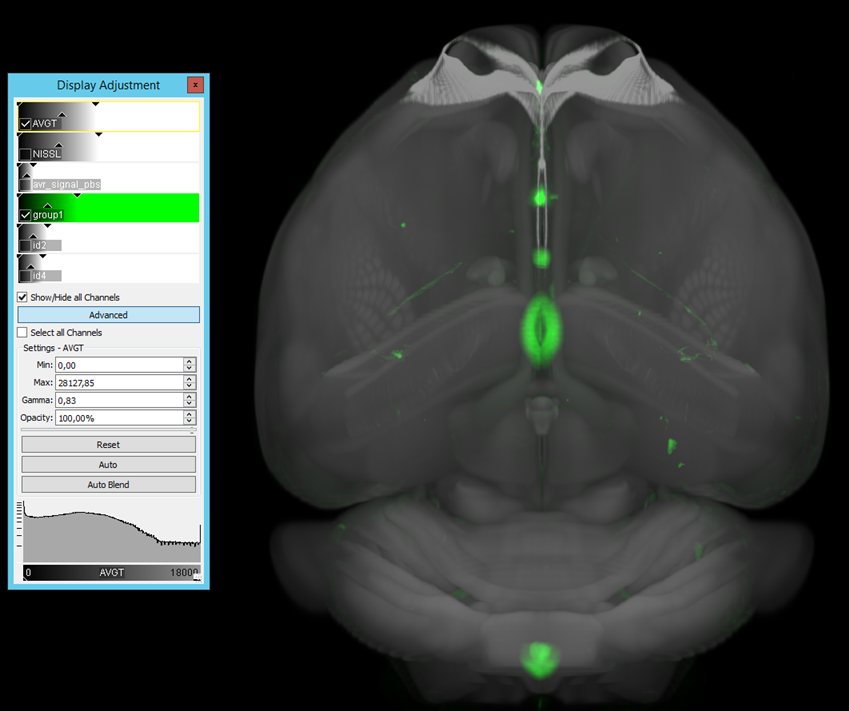 Display Adjustment
x
AVGT
NISSL
avr_signal_pbs
group1
id2
id4
Show/Hide all Channels
Advanced
Select all Channels
Settings - AVGT
Min: 0,00
Max: 28127,85
Gamma: 0,83
Opacity: 100,00%
Reset
Auto
Auto Blend
0 AVGT 18000